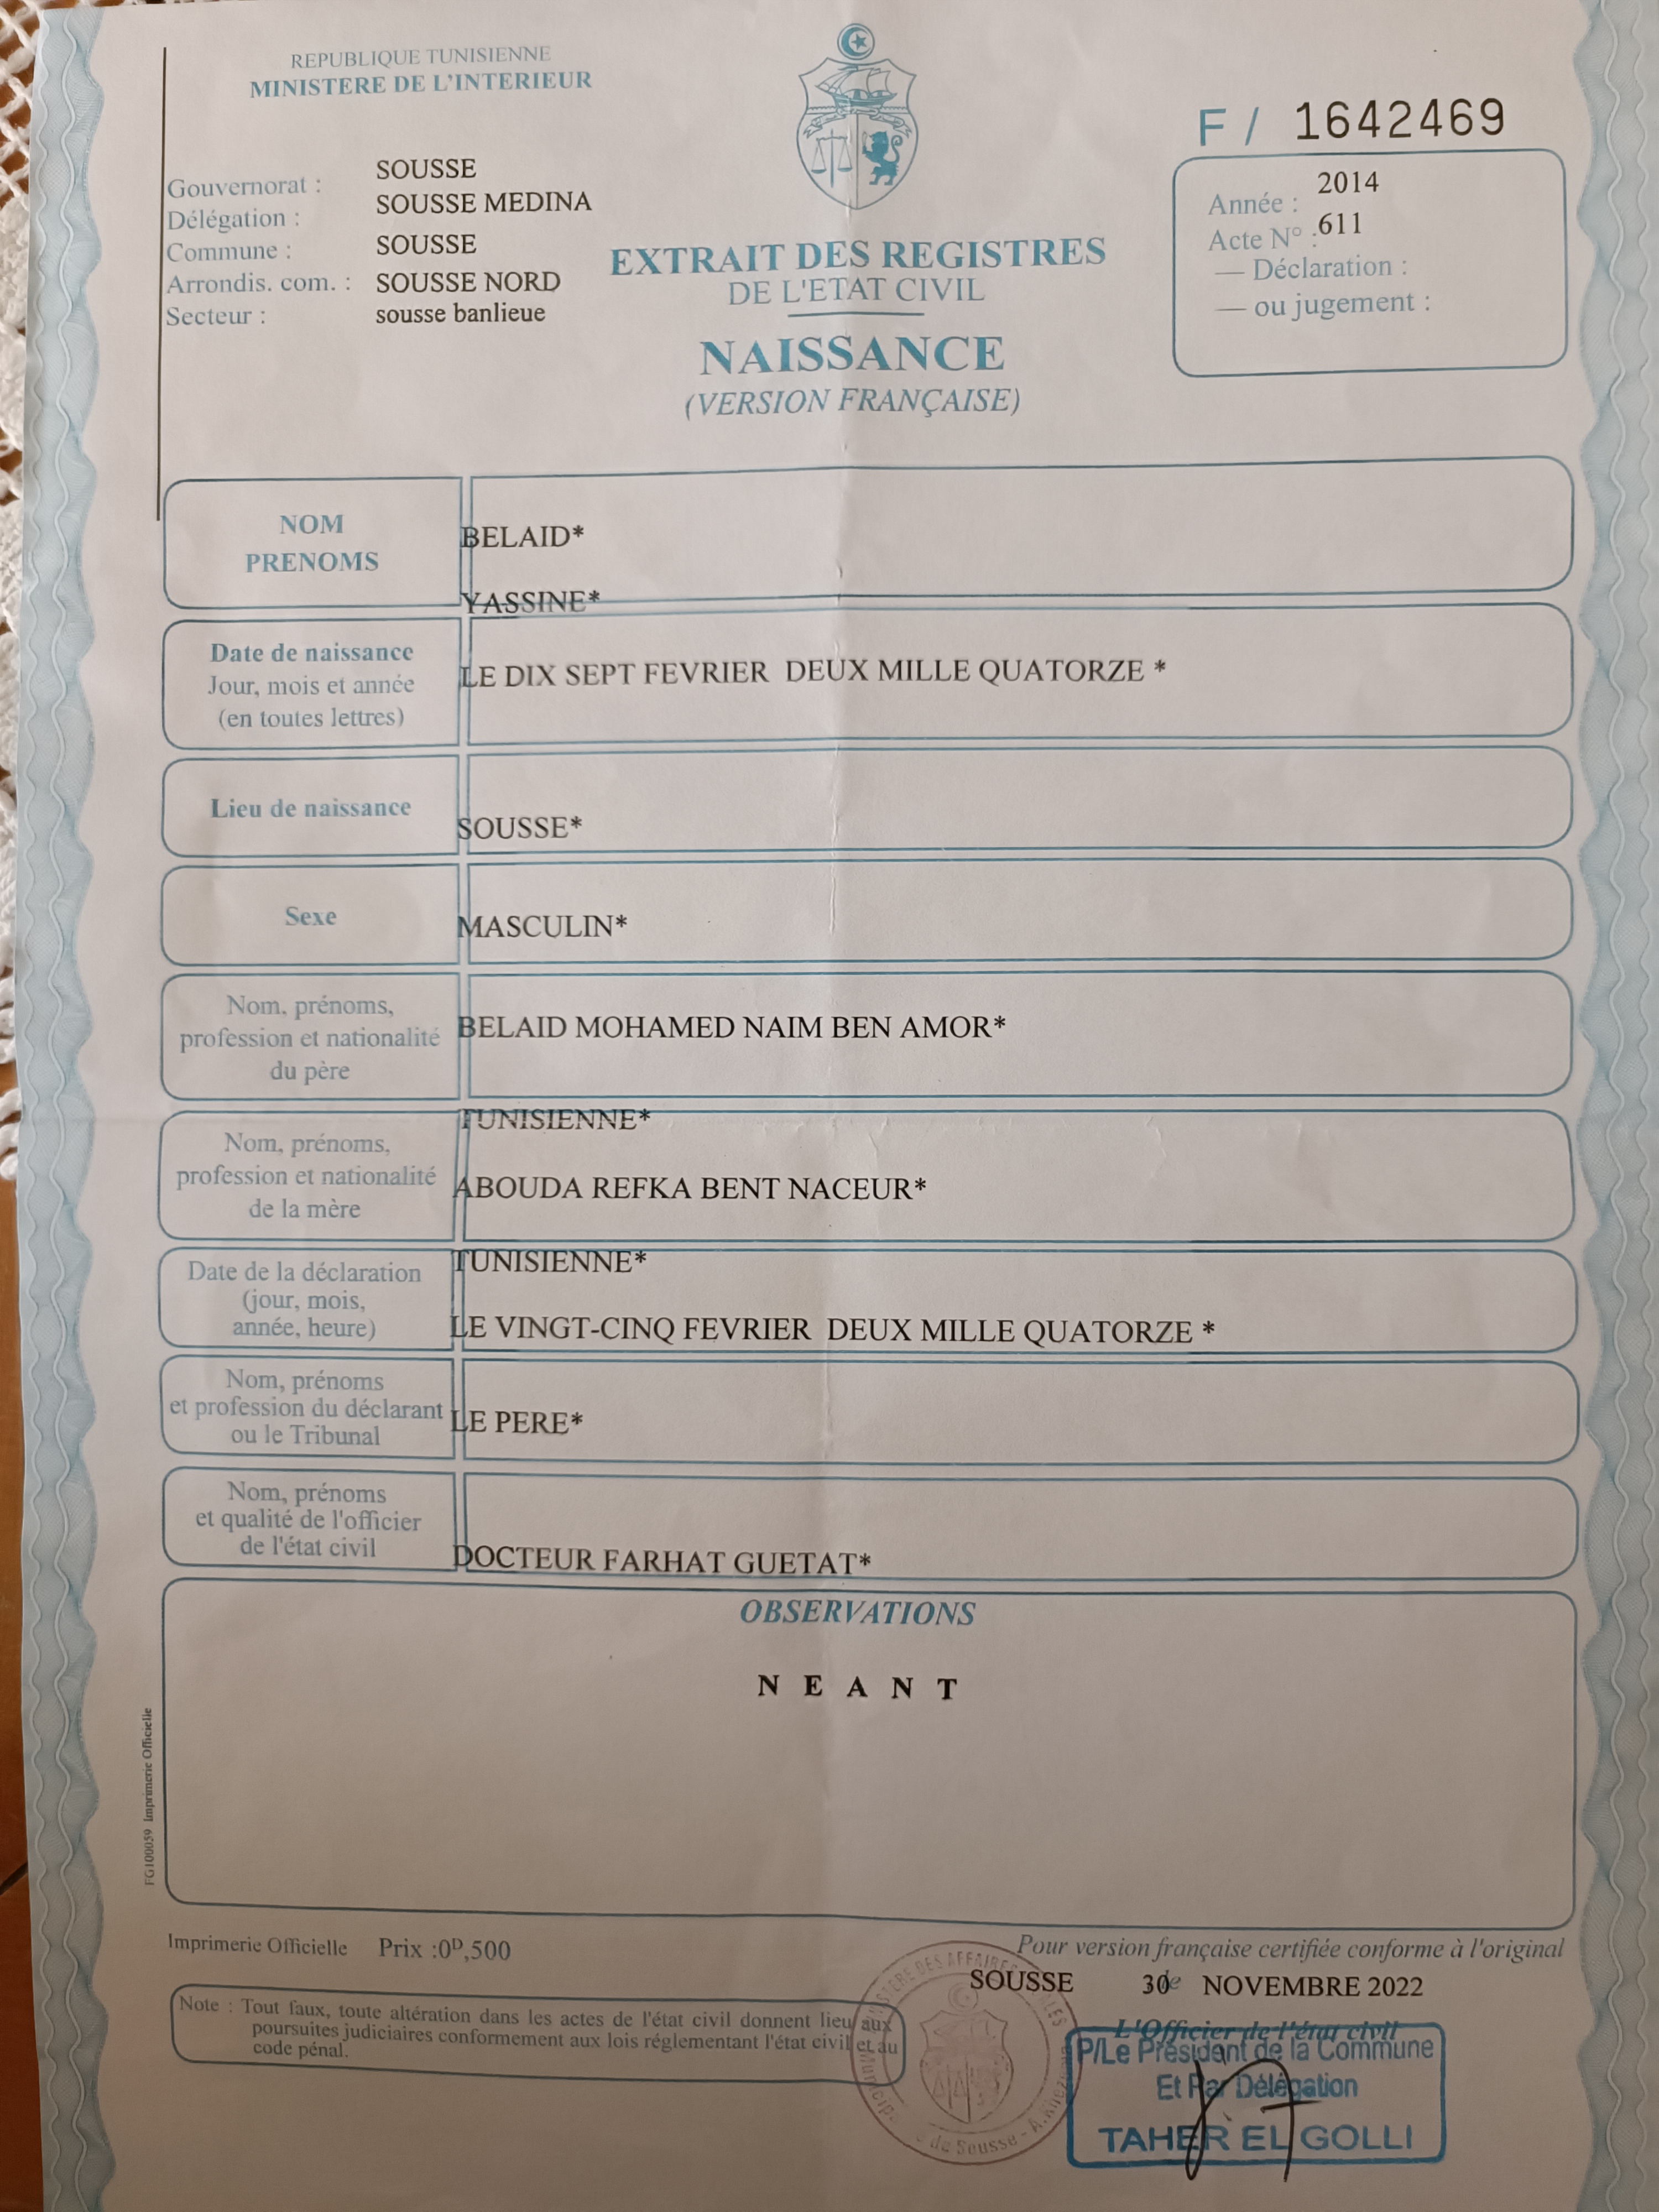 REPUBLIQUE TUNISIENNE
MINISTERE DE L'INTERIEUR
F / 1642469
Gouvernorat : SOUSSE
Délégation : SOUSSE MEDINA
Commune : SOUSSE
Arrondis. com. : SOUSSE NORD
Secteur : sousse banlieue
EXTRAIT DES REGISTRES
DE L'ETAT CIVIL
NAISSANCE
(VERSION FRANÇAISE)
Année : 2014
Acte N° : 611
— Déclaration :
— ou jugement :
NOM
PRENOMS
BELAID*
YASSINE*
Date de naissance
Jour, mois et année
(en toutes lettres)
LE DIX SEPT FEVRIER DEUX MILLE QUATORZE *
Lieu de naissance
SOUSSE*
Sexe
MASCULIN*
Nom, prénoms,
profession et nationalité
du père
BELAID MOHAMED NAIM BEN AMOR*
TUNISIENNE*
Nom, prénoms,
profession et nationalité
de la mère
ABOUDA REFKA BENT NACEUR*
TUNISIENNE*
Date de la déclaration
(jour, mois,
année, heure)
LE VINGT-CINQ FEVRIER DEUX MILLE QUATORZE *
Nom, prénoms
et profession du déclarant
ou le Tribunal
LE PERE*
Nom, prénoms
et qualité de l'officier
de l'état civil
DOCTEUR FARHAT GUETAT*
OBSERVATIONS
N E A N T
FG100059 Imprimerie Officielle
Imprimerie Officielle Prix :0D,500
Note : Tout faux, toute altération dans les actes de l'état civil donnent lieu aux
poursuites judiciaires conformement aux lois réglementant l'état civil et au
code pénal.
Pour version française certifiée conforme à l'original
SOUSSE le 30 NOVEMBRE 2022
L'Officier de l'état civil
P/Le Président de la Commune
Et Par Délégation
TAHER EL GOLLI
DES AFFAIRES
de Sousse